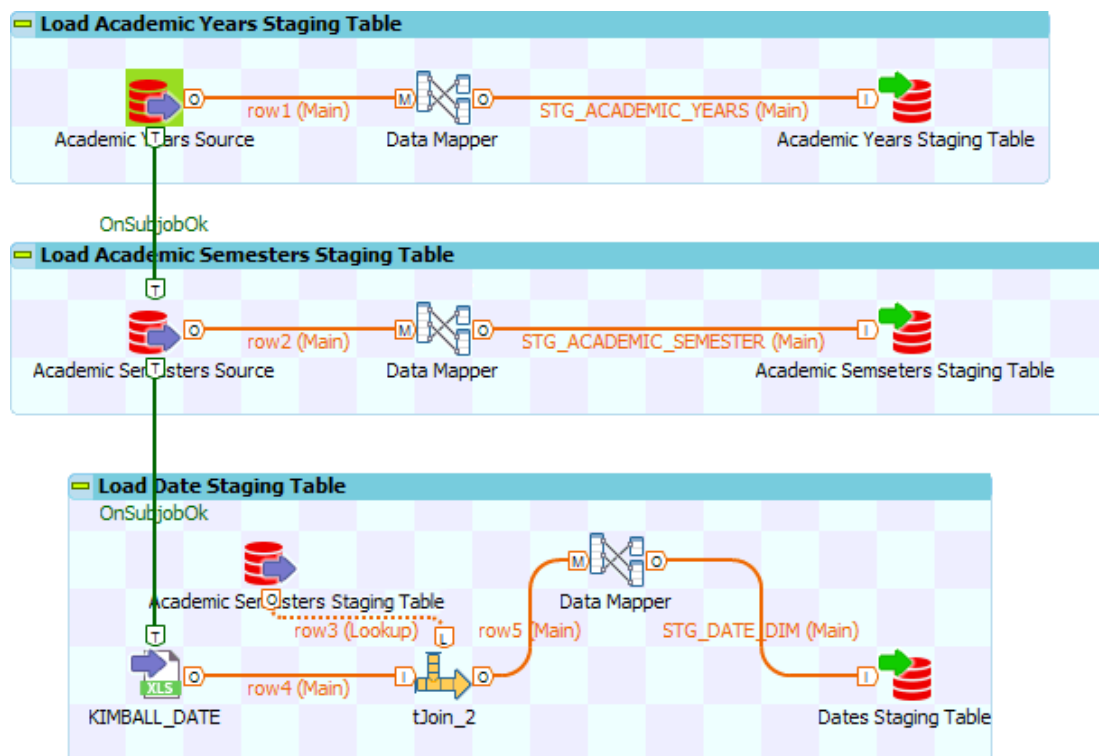 Load Academic Years Staging Table
O row1 (Main) M O STG_ACADEMIC_YEARS (Main) I
T
Academic Years Source Data Mapper Academic Years Staging Table
OnSubjobOk
Load Academic Semesters Staging Table
T
O row2 (Main) M O STG_ACADEMIC_SEMESTER (Main) I
T
Academic Semesters Source Data Mapper Academic Semseters Staging Table
Load Date Staging Table
OnSubjobOk
M O
O
Academic Semesters Staging Table Data Mapper
T row3 (Lookup) L row5 (Main) STG_DATE_DIM (Main)
XLS O row4 (Main) I O I
KIMBALL_DATE tJoin_2 Dates Staging Table